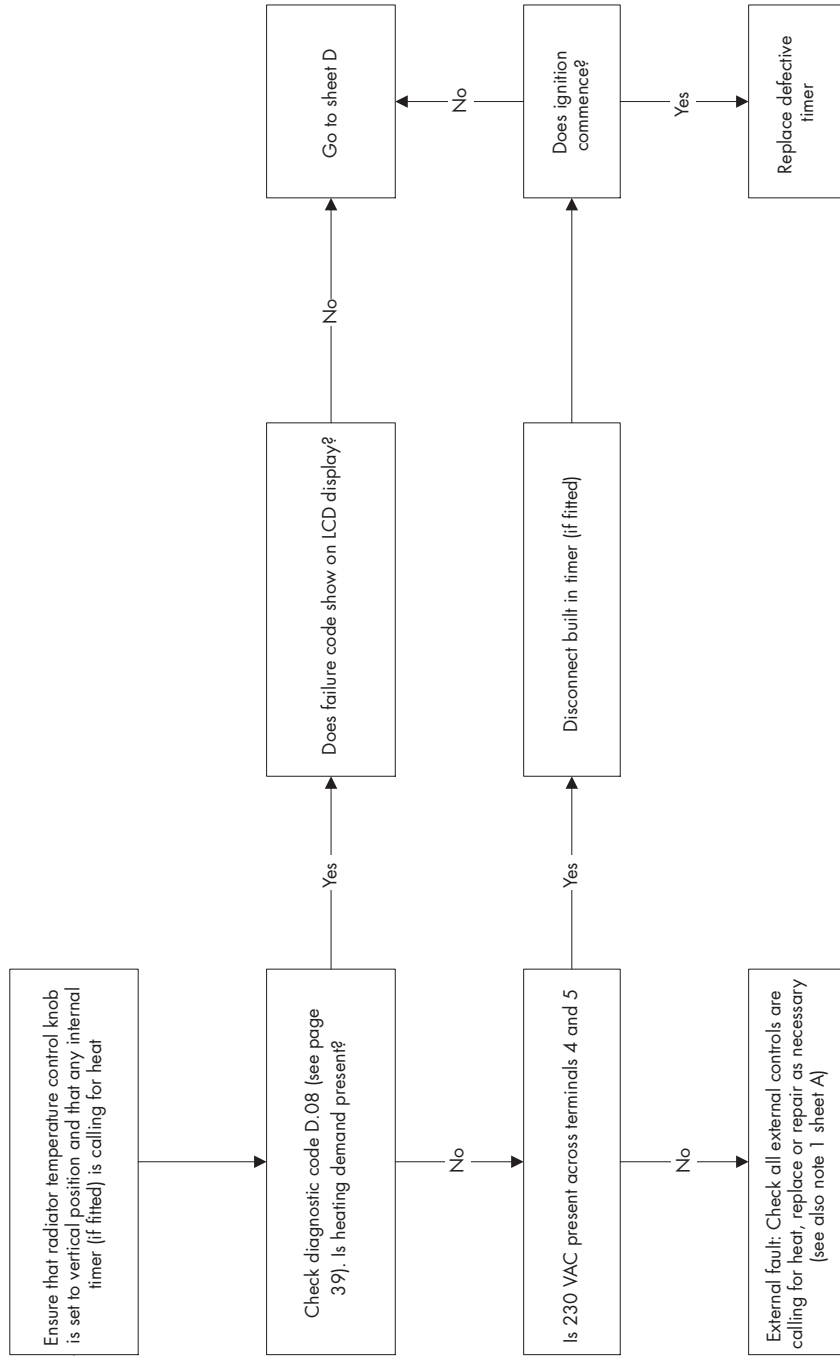 Ensure that radiator temperature control knob
is set to vertical position and that any internal
timer (if fitted) is calling for heat
Check diagnostic code D.08 (see page
39). Is heating demand present?
Yes
Does failure code show on LCD display?
No
Go to sheet D
No
Is 230 VAC present across terminals 4 and 5
Yes
Disconnect built in timer (if fitted)
Does ignition
commence?
No
Yes
Replace defective
timer
No
External fault: Check all external controls are
calling for heat, replace or repair as necessary
(see also note 1 sheet A)